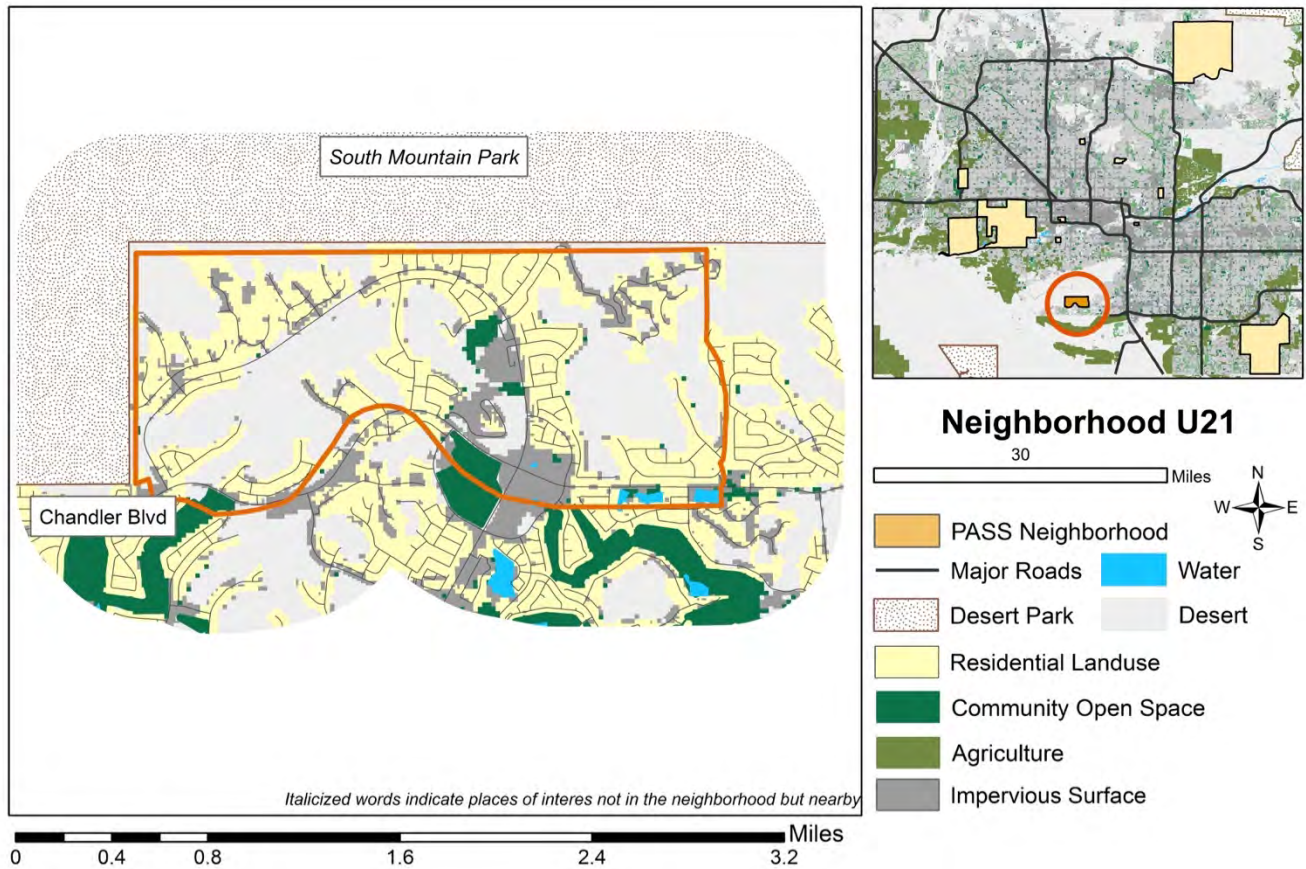 South Mountain Park
Chandler Blvd
Italicized words indicate places of interes not in the neighborhood but nearby
Miles
0 0.4 0.8 1.6 2.4 3.2
Neighborhood U21
30
Miles
N
W E
S
PASS Neighborhood
Major Roads Water
Desert Park Desert
Residential Landuse
Community Open Space
Agriculture
Impervious Surface